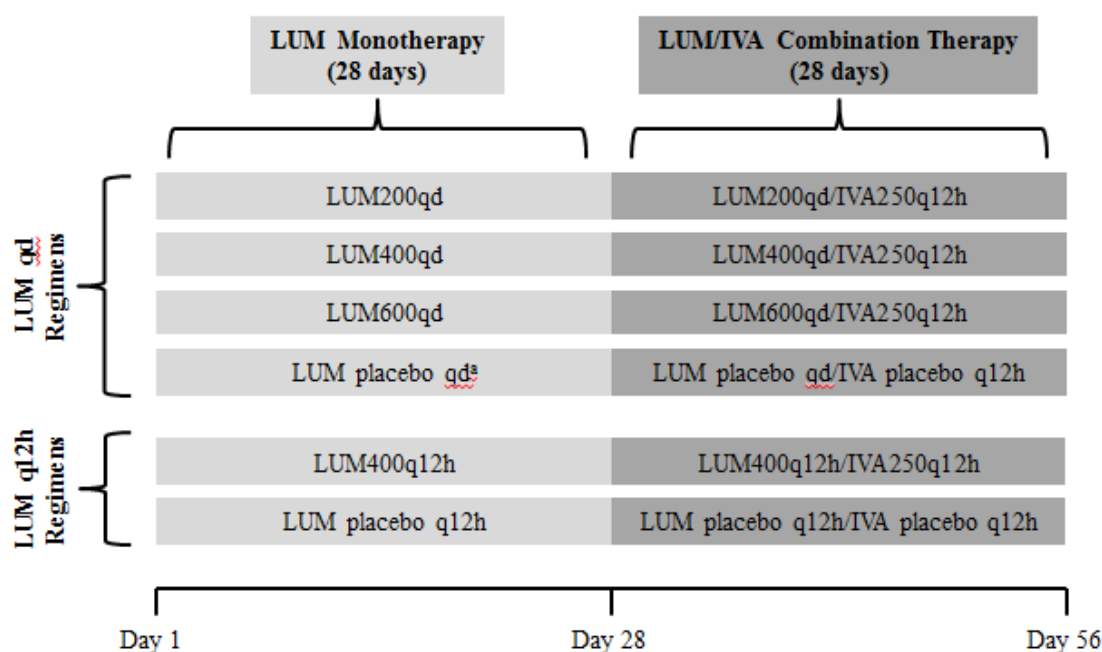 LUM Monotherapy
(28 days)
LUM/IVA Combination Therapy
(28 days)
LUM qd
Regimens
LUM200qd
LUM200qd/IVA250q12h
LUM400qd
LUM400qd/IVA250q12h
LUM600qd
LUM600qd/IVA250q12h
LUM placebo qdª
LUM placebo qd/IVA placebo q12h
LUM q12h
Regimens
LUM400q12h
LUM400q12h/IVA250q12h
LUM placebo q12h
LUM placebo q12h/IVA placebo q12h
Day 1
Day 28
Day 56